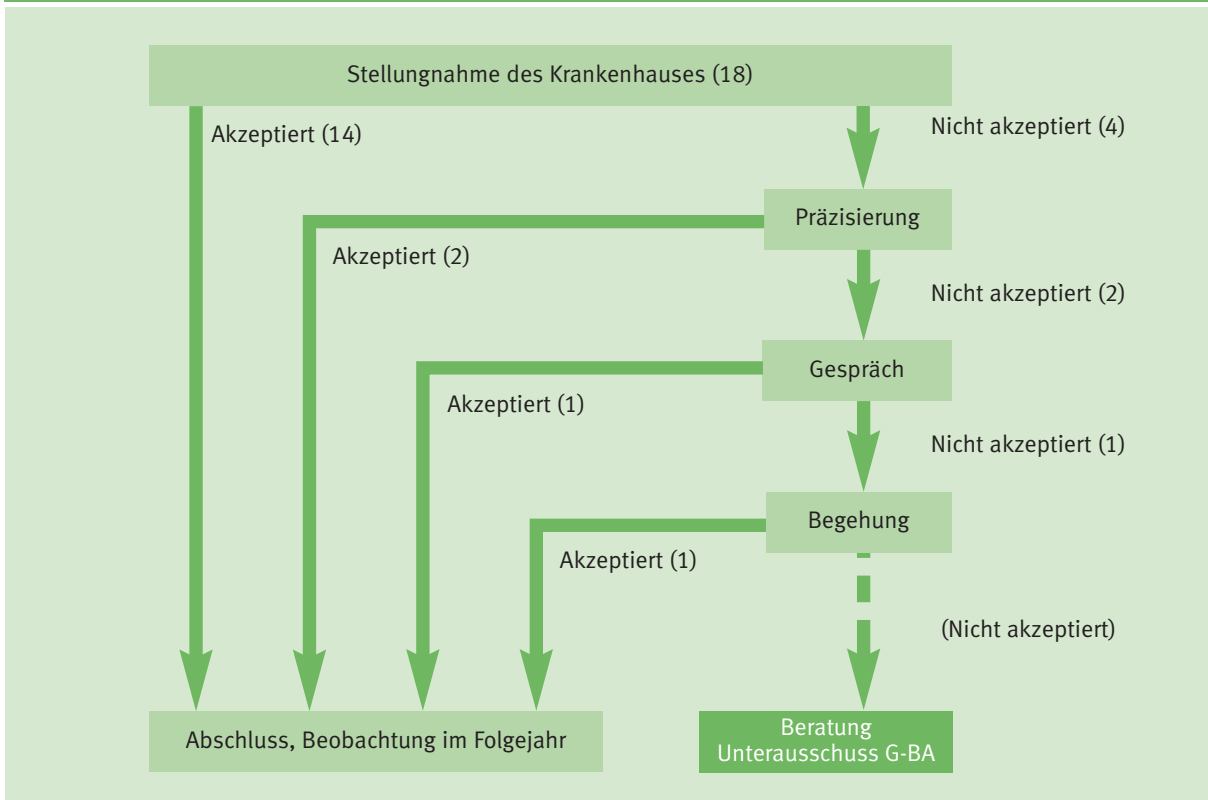 Stellungnahme des Krankenhauses (18)
Akzeptiert (14)
Nicht akzeptiert (4)
Präzisierung
Akzeptiert (2)
Nicht akzeptiert (2)
Gespräch
Akzeptiert (1)
Nicht akzeptiert (1)
Begehung
Akzeptiert (1)
(Nicht akzeptiert)
Abschluss, Beobachtung im Folgejahr
Beratung
Unterausschuss G-BA